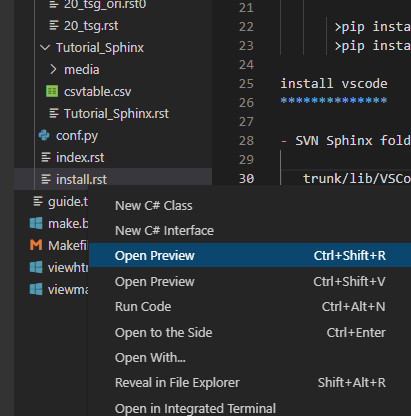 20_tsg_ori.rst0
20_tsg.rst
Tutorial_Sphinx
media
csvtable.csv
Tutorial_Sphinx.rst
conf.py
index.rst
install.rst
guide.t
make.b
Makefil
viewht
viewma
22 >pip insta
23 >pip insta
24
25 install vscode
26 **************
27
28 - SVN Sphinx fold
29
30 trunk/lib/VSCo
New C# Class
New C# Interface
Open Preview Ctrl+Shift+R
Open Preview Ctrl+Shift+V
Run Code Ctrl+Alt+N
Open to the Side Ctrl+Enter
Open With...
Reveal in File Explorer Shift+Alt+R
Open in Integrated Terminal